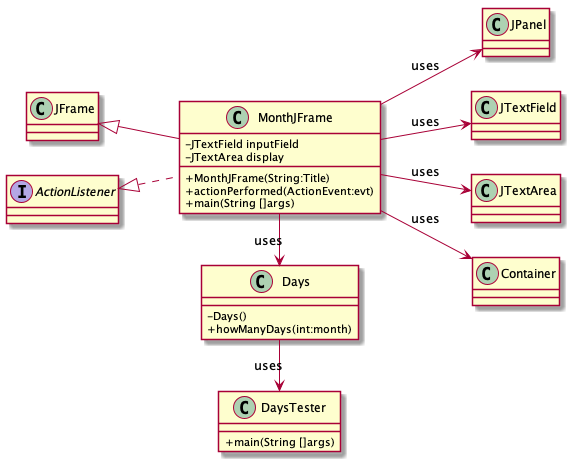 C JPanel
uses
C JFrame
C MonthJFrame
-JTextField inputField
-JTextArea display
+MonthJFrame(String:Title)
+actionPerformed(ActionEvent:evt)
+main(String []args)
C JTextField
uses
I ActionListener
C JTextArea
uses
C Container
uses
uses
C Days
-Days()
+howManyDays(int:month)
uses
C DaysTester
+main(String []args)